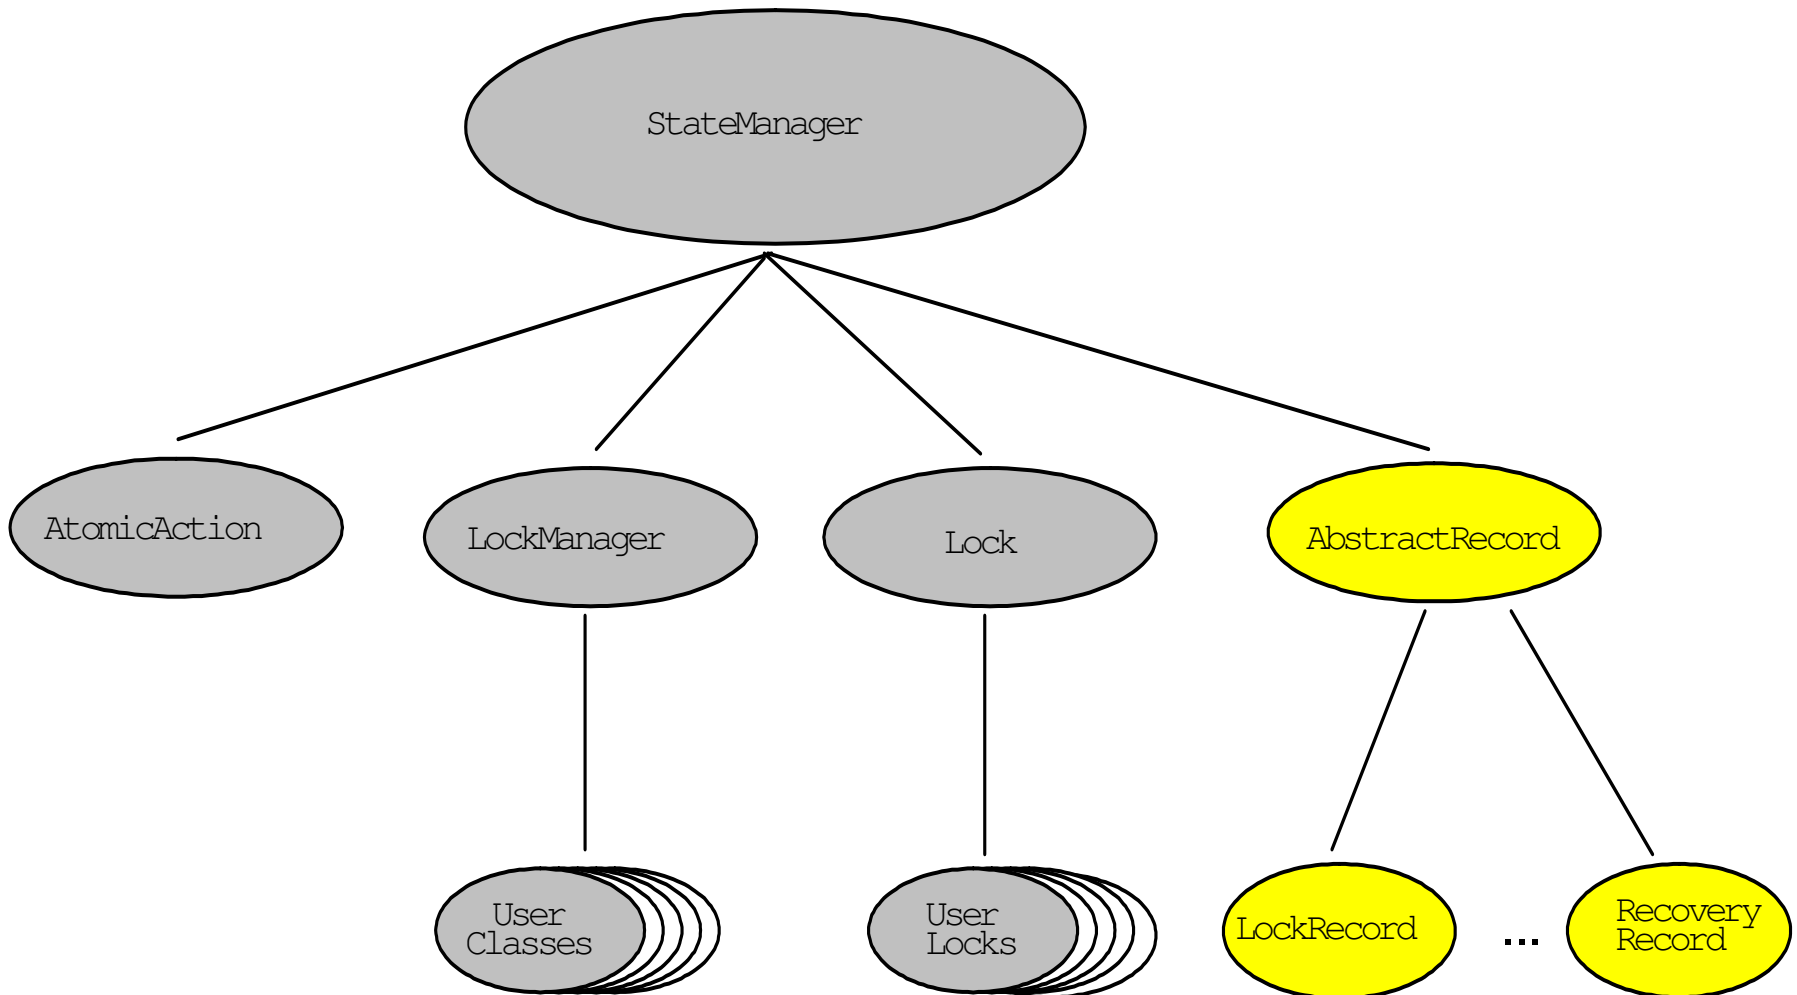 StateManager
AtomicAction
LockManager
Lock
AbstractRecord
User
Classes
User
Locks
LockRecord
...
Recovery
Record